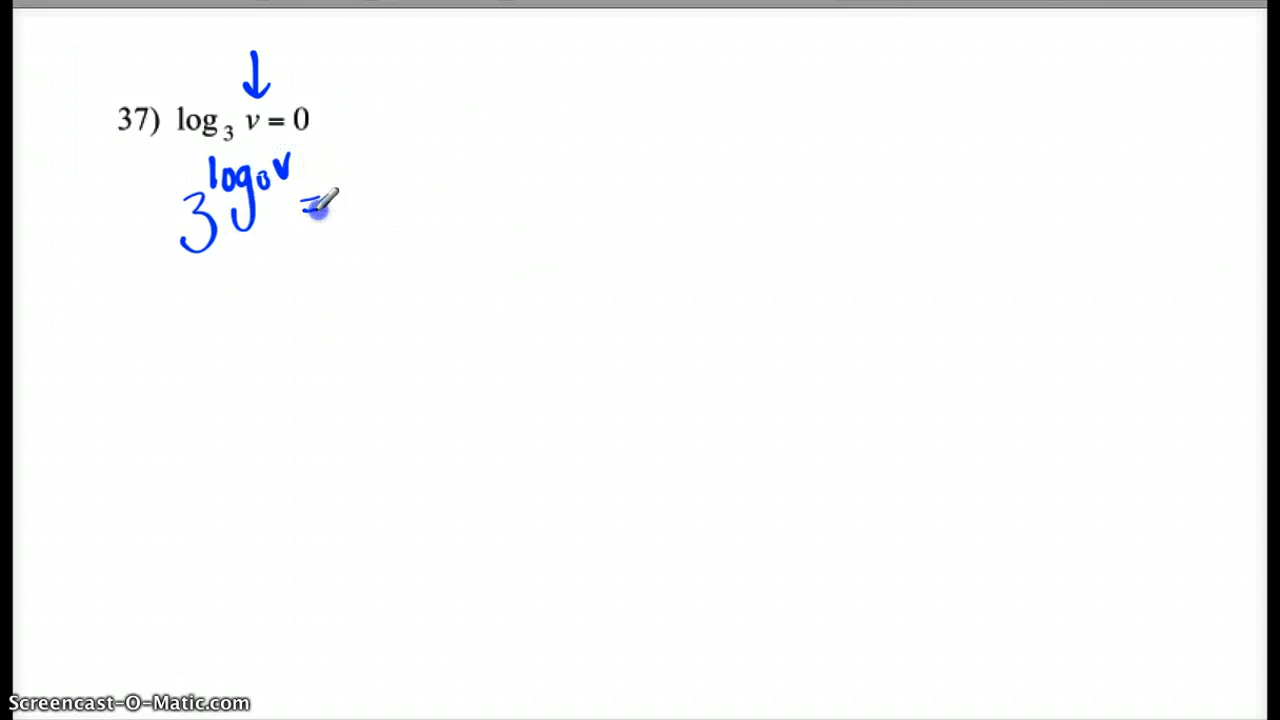 37) log₃ v = 0
3^log₃ v =
Screencast-O-Matic.com